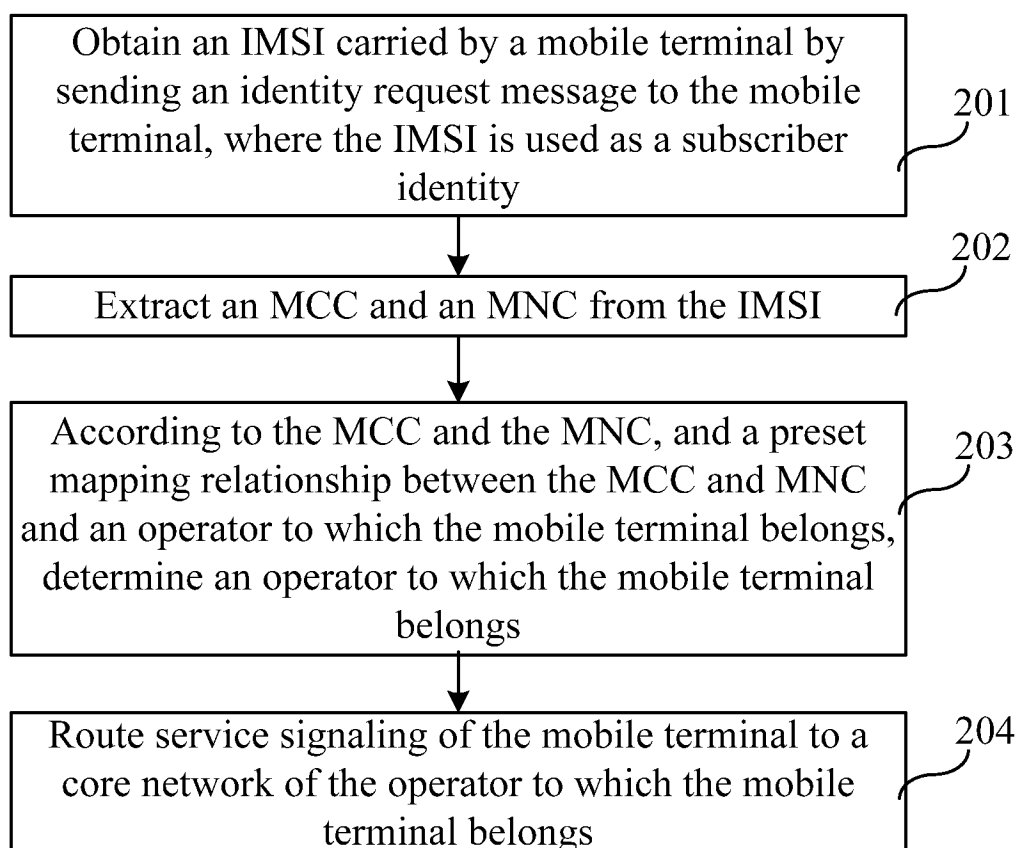 Obtain an IMSI carried by a mobile terminal by
sending an identity request message to the mobile
terminal, where the IMSI is used as a subscriber
identity
201
202
Extract an MCC and an MNC from the IMSI
According to the MCC and the MNC, and a preset
mapping relationship between the MCC and MNC
and an operator to which the mobile terminal belongs,
determine an operator to which the mobile terminal
belongs
203
Route service signaling of the mobile terminal to a
core network of the operator to which the mobile
terminal belongs
204